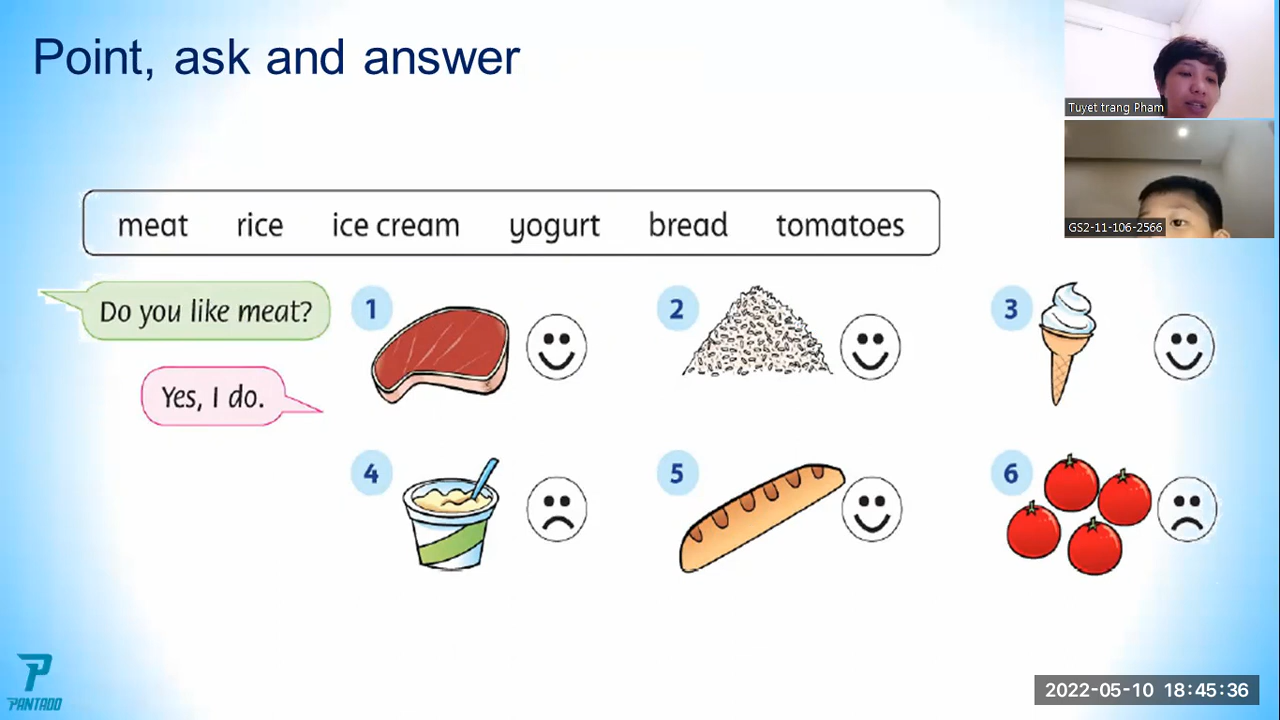 Point, ask and answer
Tuyet trang Pham
GS2-11-106-2566
meat rice ice cream yogurt bread tomatoes
Do you like meat?
Yes, I do.
1
2
3
4
5
6
PANTADO
2022-05-10 18:45:36